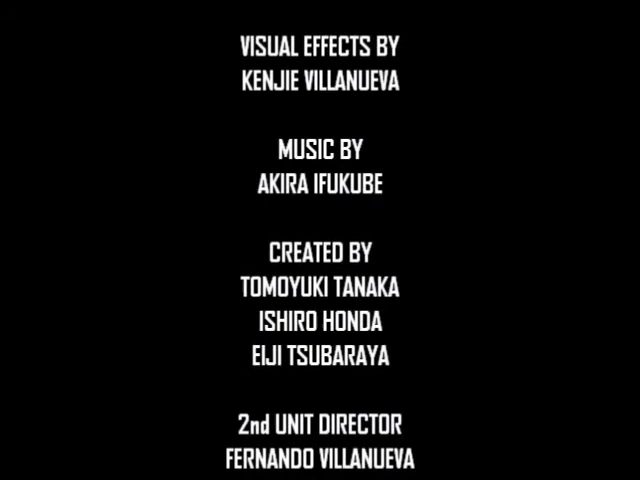 VISUAL EFFECTS BY
KENJIE VILLANUEVA
MUSIC BY
AKIRA IFUKUBE
CREATED BY
TOMOYUKI TANAKA
ISHIRO HONDA
EIJI TSUBARAYA
2nd UNIT DIRECTOR
FERNANDO VILLANUEVA